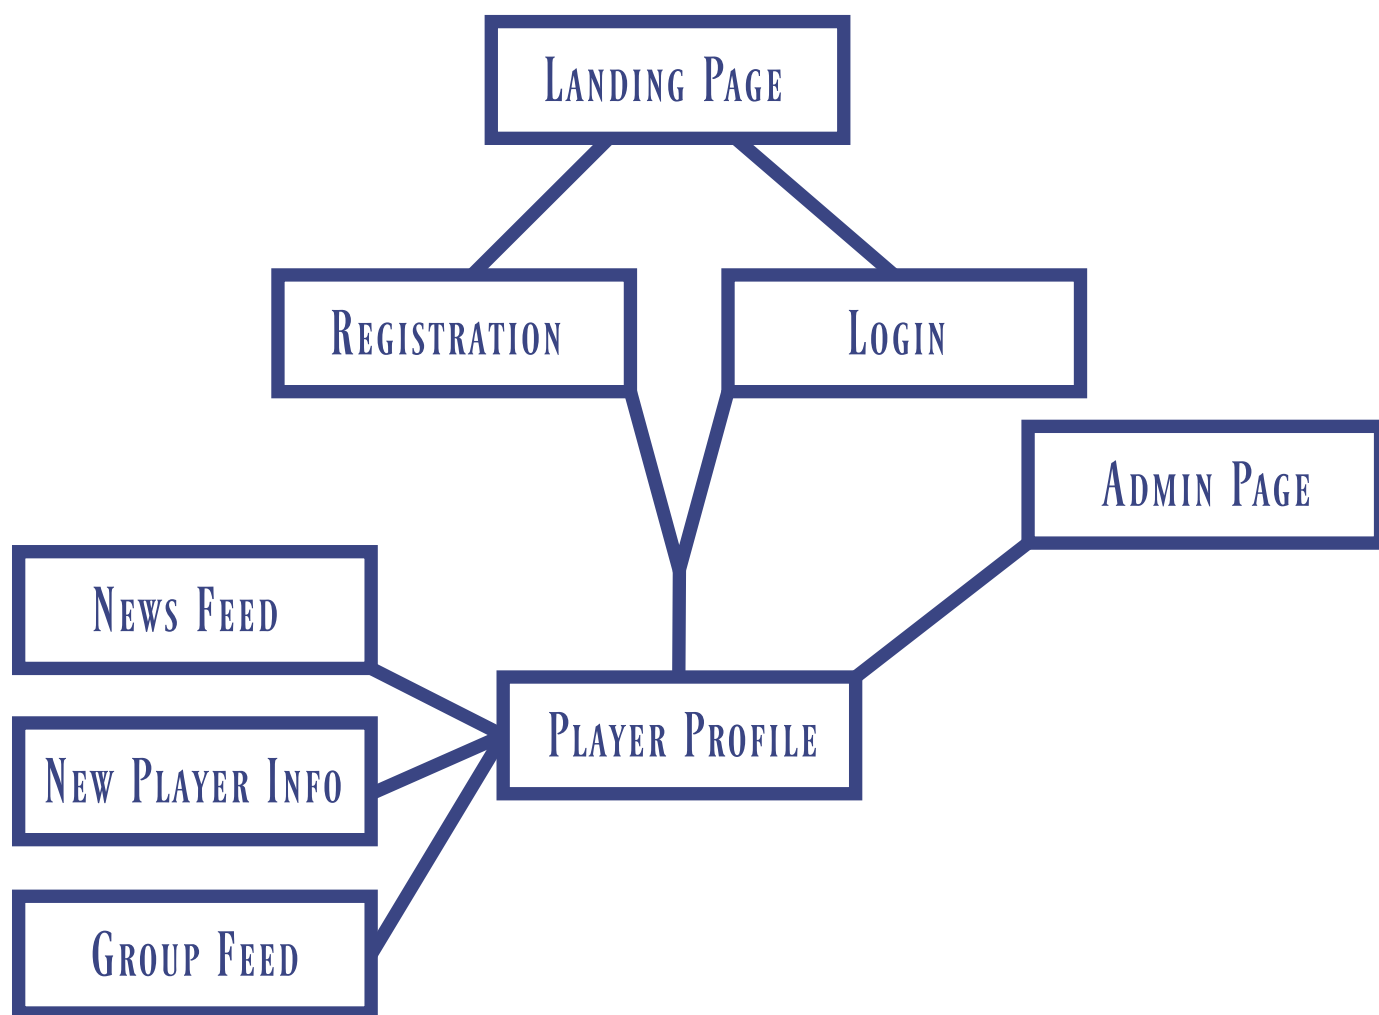 Landing Page
Registration
Login
Admin Page
News Feed
Player Profile
New Player Info
Group Feed